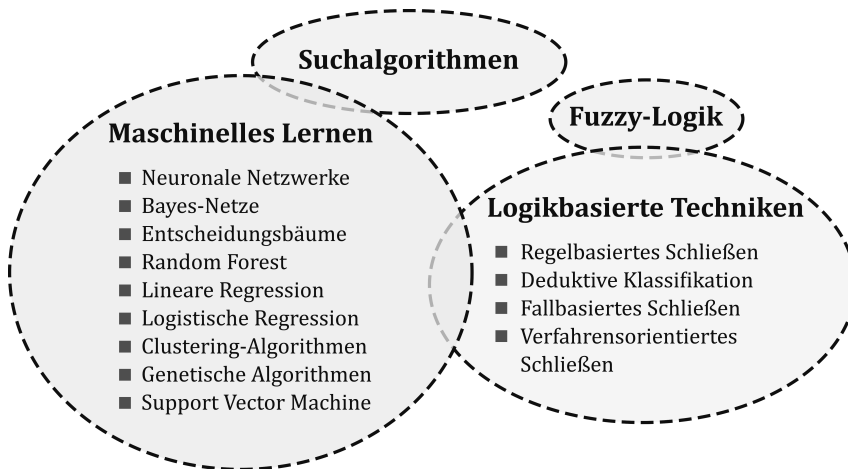 Suchalgorithmen
Fuzzy-Logik
Maschinelles Lernen
■ Neuronale Netzwerke
■ Bayes-Netze
■ Entscheidungsbäume
■ Random Forest
■ Lineare Regression
■ Logistische Regression
■ Clustering-Algorithmen
■ Genetische Algorithmen
■ Support Vector Machine
Logikbasierte Techniken
■ Regelbasiertes Schließen
■ Deduktive Klassifikation
■ Fallbasiertes Schließen
■ Verfahrensorientiertes
Schließen